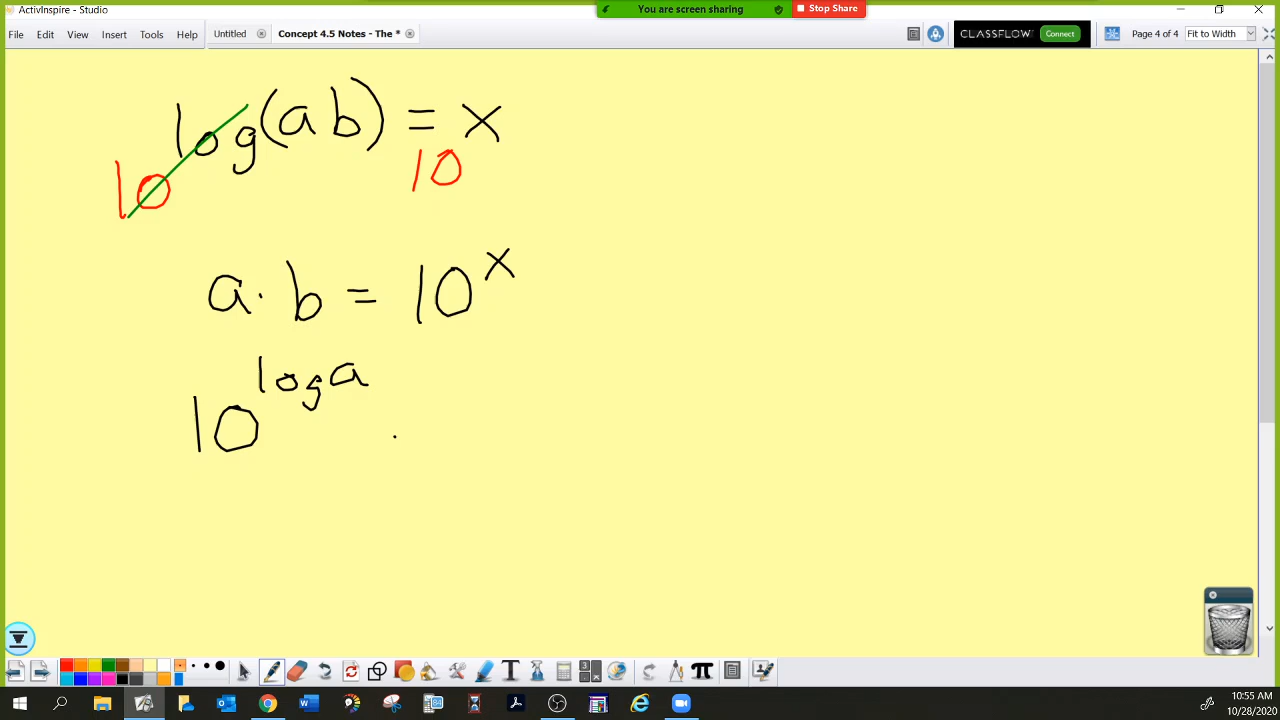 ActivInspire - Studio
You are screen sharing
Stop Share
File Edit View Insert Tools Help Untitled Concept 4.5 Notes - The * CLASSFLOW Connect Page 4 of 4 Fit to Width
log(ab) = x
10 10
a · b = 10^x
10^log a ·
10:55 AM
10/28/2020